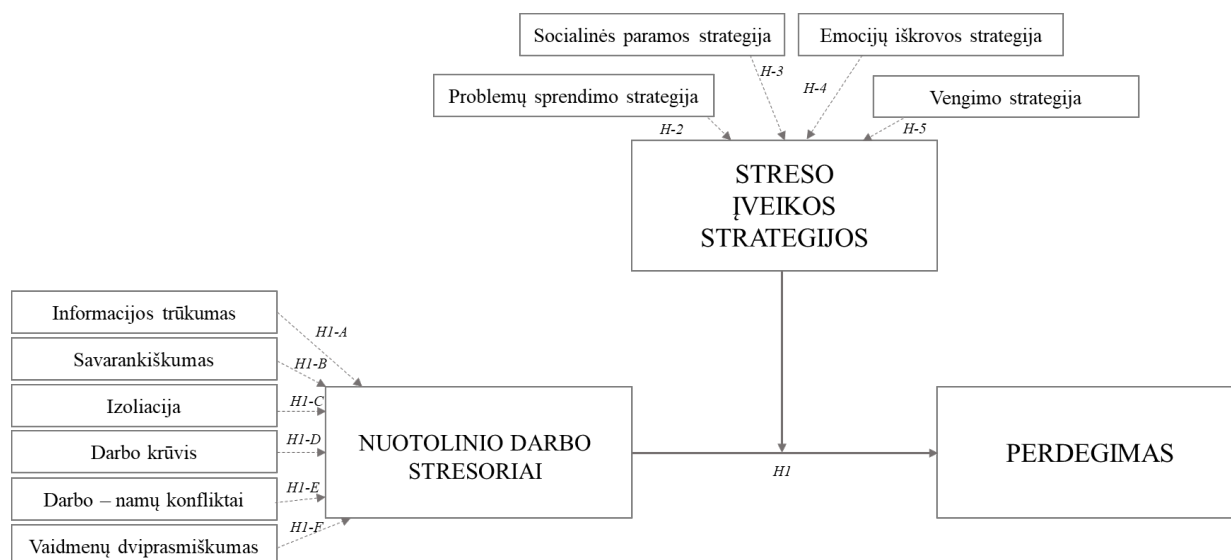 Socialinės paramos strategija
Emocijų iškrovos strategija
H-3
H-4
Problemų sprendimo strategija
Vengimo strategija
H-2
H-5
STRESO
ĮVEIKOS
STRATEGIJOS
Informacijos trūkumas
H1-A
Savarankiškumas
H1-B
Izoliacija
H1-C
Darbo krūvis
H1-D
Darbo – namų konfliktai
H1-E
Vaidmenų dviprasmiškumas
H1-F
NUOTOLINIO DARBO
STRESORIAI
H1
PERDEGIMAS